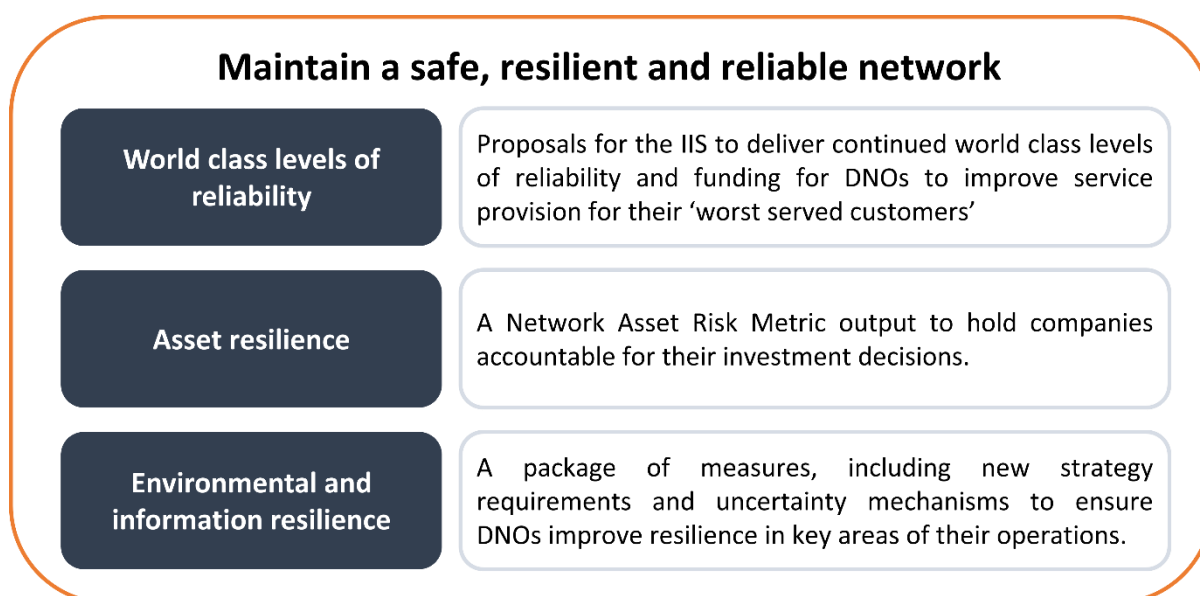 Maintain a safe, resilient and reliable network
World class levels of
reliability
Proposals for the IIS to deliver continued world class levels
of reliability and funding for DNOs to improve service
provision for their ‘worst served customers’
Asset resilience
A Network Asset Risk Metric output to hold companies
accountable for their investment decisions.
Environmental and
information resilience
A package of measures, including new strategy
requirements and uncertainty mechanisms to ensure
DNOs improve resilience in key areas of their operations.